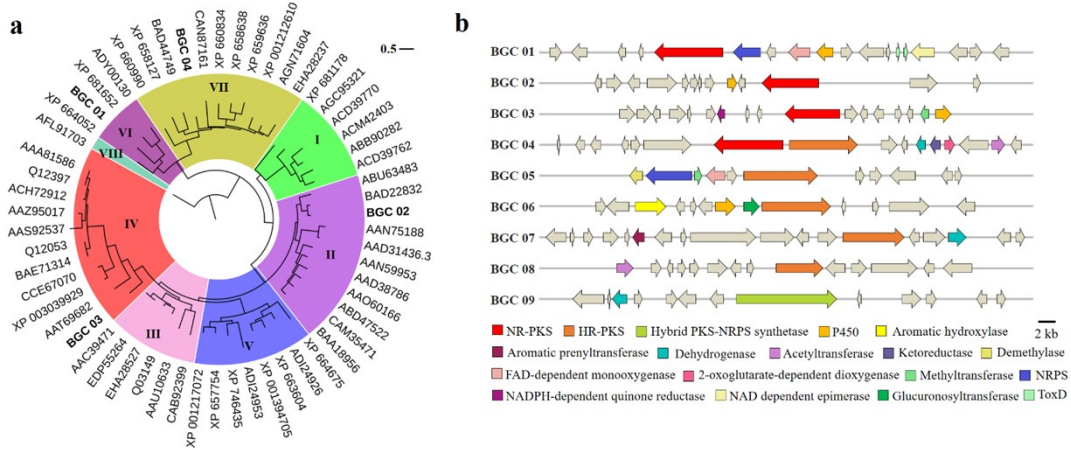 a
0.5
BGC 04
CAN87161
XP 660834
XP 658638
XP 659636
XP 001212610
AGN71604
EHA28237
XP 681178
AGC95321
ACD39770
ACM42403
ABB90282
ACD39762
ABU63483
BAD22832
BGC 02
AAN75188
AAD31436.3
AAN59953
AAD38786
AAO60166
ABD47522
CAM35471
BAA18956
XP 664675
ADI24926
XP 663604
XP 001394705
ADI24953
XP 746435
XP 657754
XP 001217072
CAB92399
AAU10633
Q03149
EHA28527
EDP55264
AAC39471
BGC 03
AAT69682
XP 003039929
CCE67070
BAE71314
Q12053
AAS92537
AAZ95017
ACH72912
Q12397
AAA81586
AFL91703
XP 664052
BGC 01
XP 681652
ADY00130
XP 660990
XP 658127
BAD44749
VII
I
II
V
III
IV
VIII
VI
b
BGC 01
BGC 02
BGC 03
BGC 04
BGC 05
BGC 06
BGC 07
BGC 08
BGC 09
2 kb
NR-PKS HR-PKS Hybrid PKS-NRPS synthetase P450 Aromatic hydroxylase
Aromatic prenyltransferase Dehydrogenase Acetyltransferase Ketoreductase Demethylase
FAD-dependent monooxygenase 2-oxoglutarate-dependent dioxygenase Methyltransferase NRPS
NADPH-dependent quinone reductase NAD dependent epimerase Glucuronosyltransferase ToxD